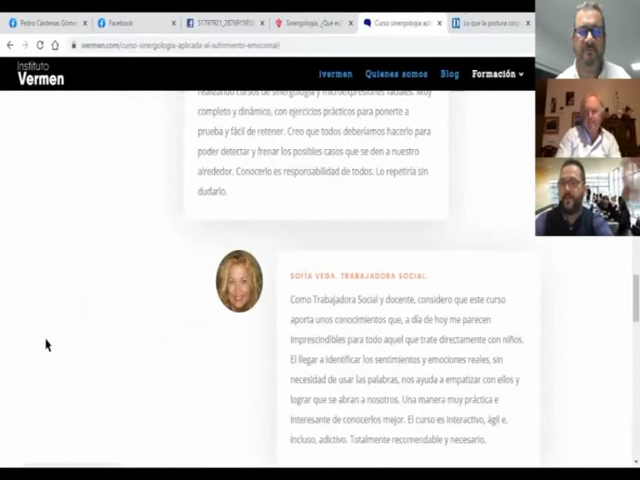 Pedro Cárdenas Góme
Facebook
51797921_287691595
Sinergología, ¿Qué es?
Curso sinergología apli
Lo que la postura corp
ivermen.com/curso-sinergologia-aplicada-al-sufrimiento-emocional/
Instituto
Vermen
Ivermen
Quienes somos
Blog
Formación
realizando cursos de sinergología y microexpresiones faciales. Muy
completo y dinámico, con ejercicios prácticos para ponerte a
prueba y fácil de retener. Creo que todos deberíamos hacerlo para
poder detectar y frenar los posibles casos que se den a nuestro
alrededor. Conocerlo es responsabilidad de todos. Lo repetiría sin
dudarlo.
SOFIA VEGA. TRABAJADORA SOCIAL.
Como Trabajadora Social y docente, considero que este curso
aporta unos conocimientos que, a día de hoy me parecen
imprescindibles para todo aquel que trate directamente con niños.
El llegar a identificar los sentimientos y emociones reales, sin
necesidad de usar las palabras, nos ayuda a empatizar con ellos y
lograr que se abran a nosotros. Una manera muy práctica e
interesante de conocerlos mejor. El curso es interactivo, ágil e,
incluso, adictivo. Totalmente recomendable y necesario.